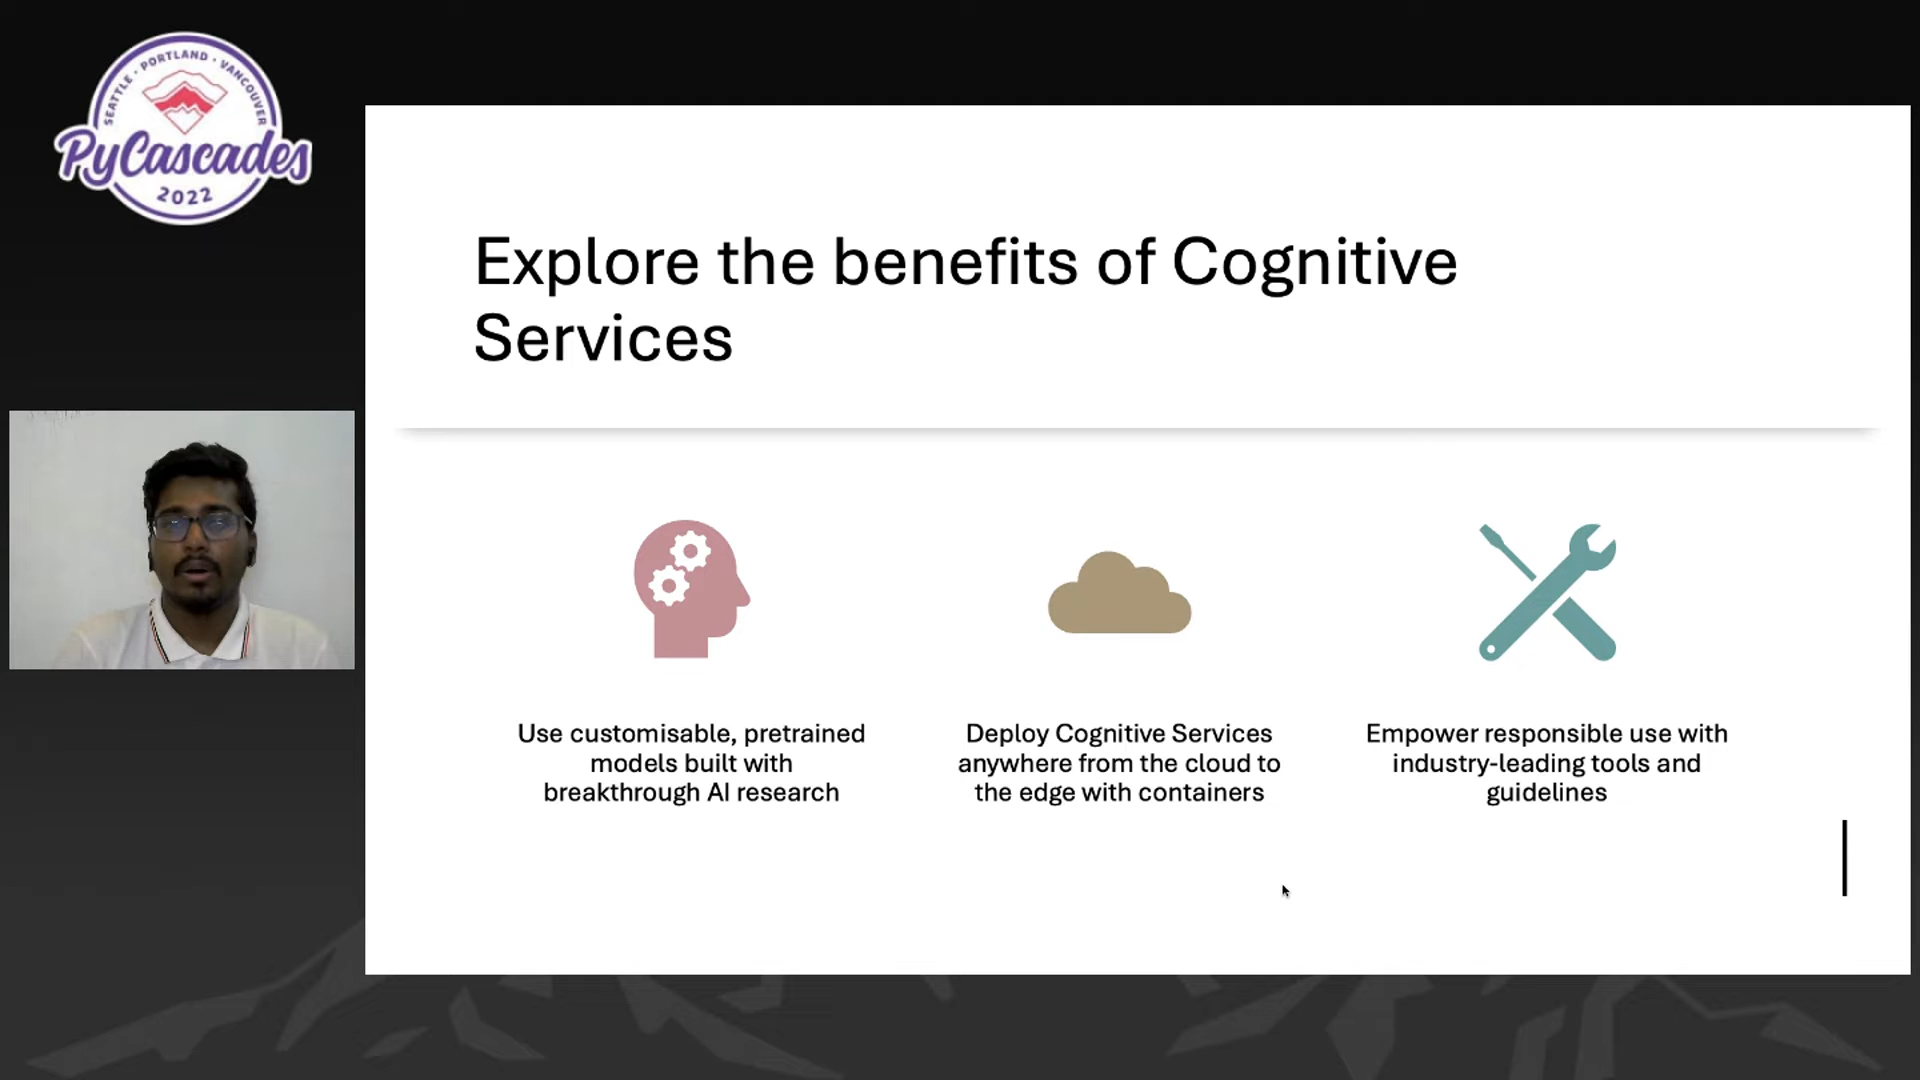 SEATTLE · PORTLAND · VANCOUVER
PyCascades
2022
Explore the benefits of Cognitive
Services
Use customisable, pretrained
models built with
breakthrough AI research
Deploy Cognitive Services
anywhere from the cloud to
the edge with containers
Empower responsible use with
industry-leading tools and
guidelines